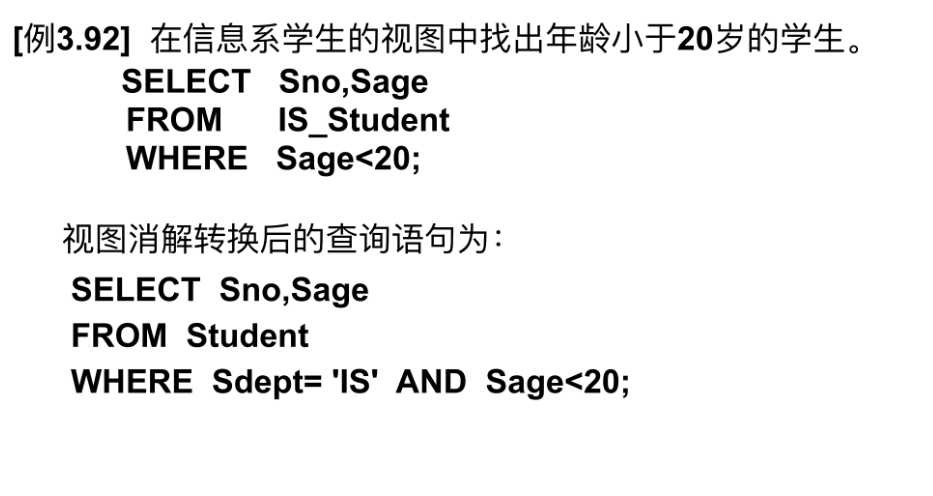 [例3.92] 在信息系学生的视图中找出年龄小于20岁的学生。
SELECT Sno,Sage
FROM IS_Student
WHERE Sage<20;
视图消解转换后的查询语句为：
SELECT Sno,Sage
FROM Student
WHERE Sdept= 'IS' AND Sage<20;